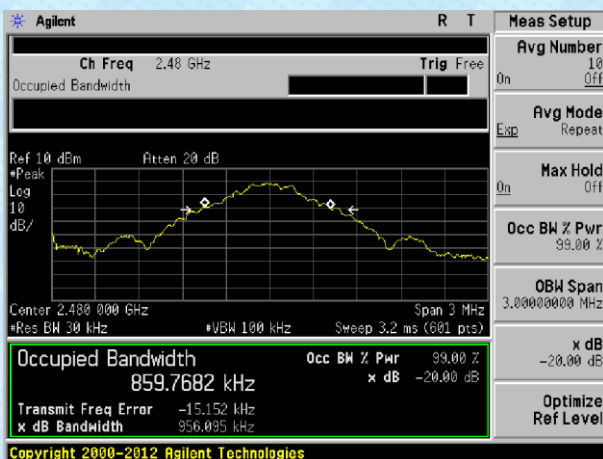 Agilent R T Meas Setup
Avg Number
10
On Off
Ch Freq 2.48 GHz Trig Free
Occupied Bandwidth
Avg Mode
Exp Repeat
Ref 10 dBm Atten 20 dB
#Peak
Log
10
dB/
Max Hold
On Off
Occ BW % Pwr
99.00 %
Center 2.480 000 GHz Span 3 MHz
#Res BW 30 kHz #VBW 100 kHz Sweep 3.2 ms (601 pts)
OBW Span
3.00000000 MHz
Occupied Bandwidth Occ BW % Pwr 99.00 %
859.7682 kHz x dB -20.00 dB
Transmit Freq Error -15.152 kHz
x dB Bandwidth 956.095 kHz
x dB
-20.00 dB
Optimize
Ref Level
Copyright 2000-2012 Agilent Technologies